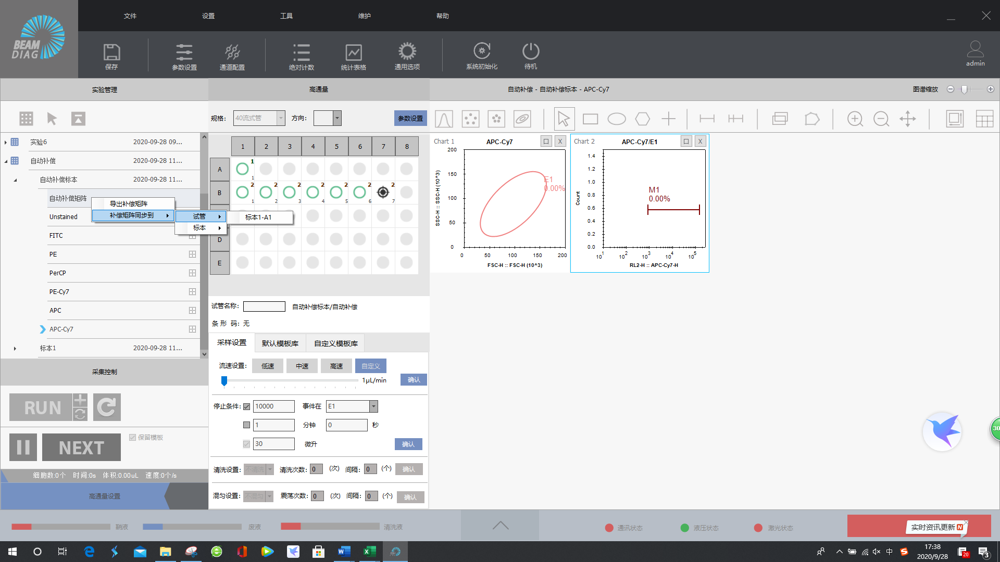 BEAM
DIAG
文件
设置
工具
维护
帮助
保存
参数设置
通道配置
绝对计数
统计表格
通用选项
系统初始化
待机
admin
实验管理
高通量
自动补偿 - 自动补偿标本 - APC-Cy7
图谱缩放
规格:
40流式管
方向:
参数设置
实验6
2020-09-28 09...
自动补偿
2020-09-28 11...
自动补偿标本
2020-09-28 11...
自动补偿矩阵
导出补偿矩阵
补偿矩阵同步到
试管
标本1-A1
标本
Unstained
FITC
PE
PerCP
PE-Cy7
APC
APC-Cy7
标本1
2020-09-28 11...
1 2 3 4 5 6 7 8
A
1
1
B
2 2 2 2 2 2 2
1 2 3 4 5 6 7
D
E
Chart 1
APC-Cy7
X
200
150
100
50
0
SSC-H :: SSC-H (10^3)
E1
0.00%
0 50 100 150 200
FSC-H :: FSC-H (10^3)
Chart 2
APC-Cy7/E1
X
1.4
1.2
1.0
0.8
0.6
0.4
0.2
0.0
Count
M1
0.00%
10^1 10^2 10^3 10^4 10^5
RL2-H :: APC-Cy7-H
试管名称:
自动补偿标本/自动补偿
条 形 码: 无
采样设置
默认模板库
自定义模板库
流速设置:
低速
中速
高速
自定义
1μL/min
确认
停止条件:
10000
事件在
E1
1
分钟
0
秒
30
微升
确认
清洗设置:
不清洗
清洗次数:
0
(次)
间隔:
0
(个)
确认
混匀设置:
不混匀
震荡次数:
0
(次)
间隔:
0
(个)
确认
采集控制
RUN
NEXT
保留模板
细胞数:0个 时间:0s 体积:0.00uL 速度:0个/s
高通量设置
鞘液
废液
清洗液
通讯状态
液压状态
激光状态
实时资讯更新 N
30
中
17:38
2020/9/28
20
3